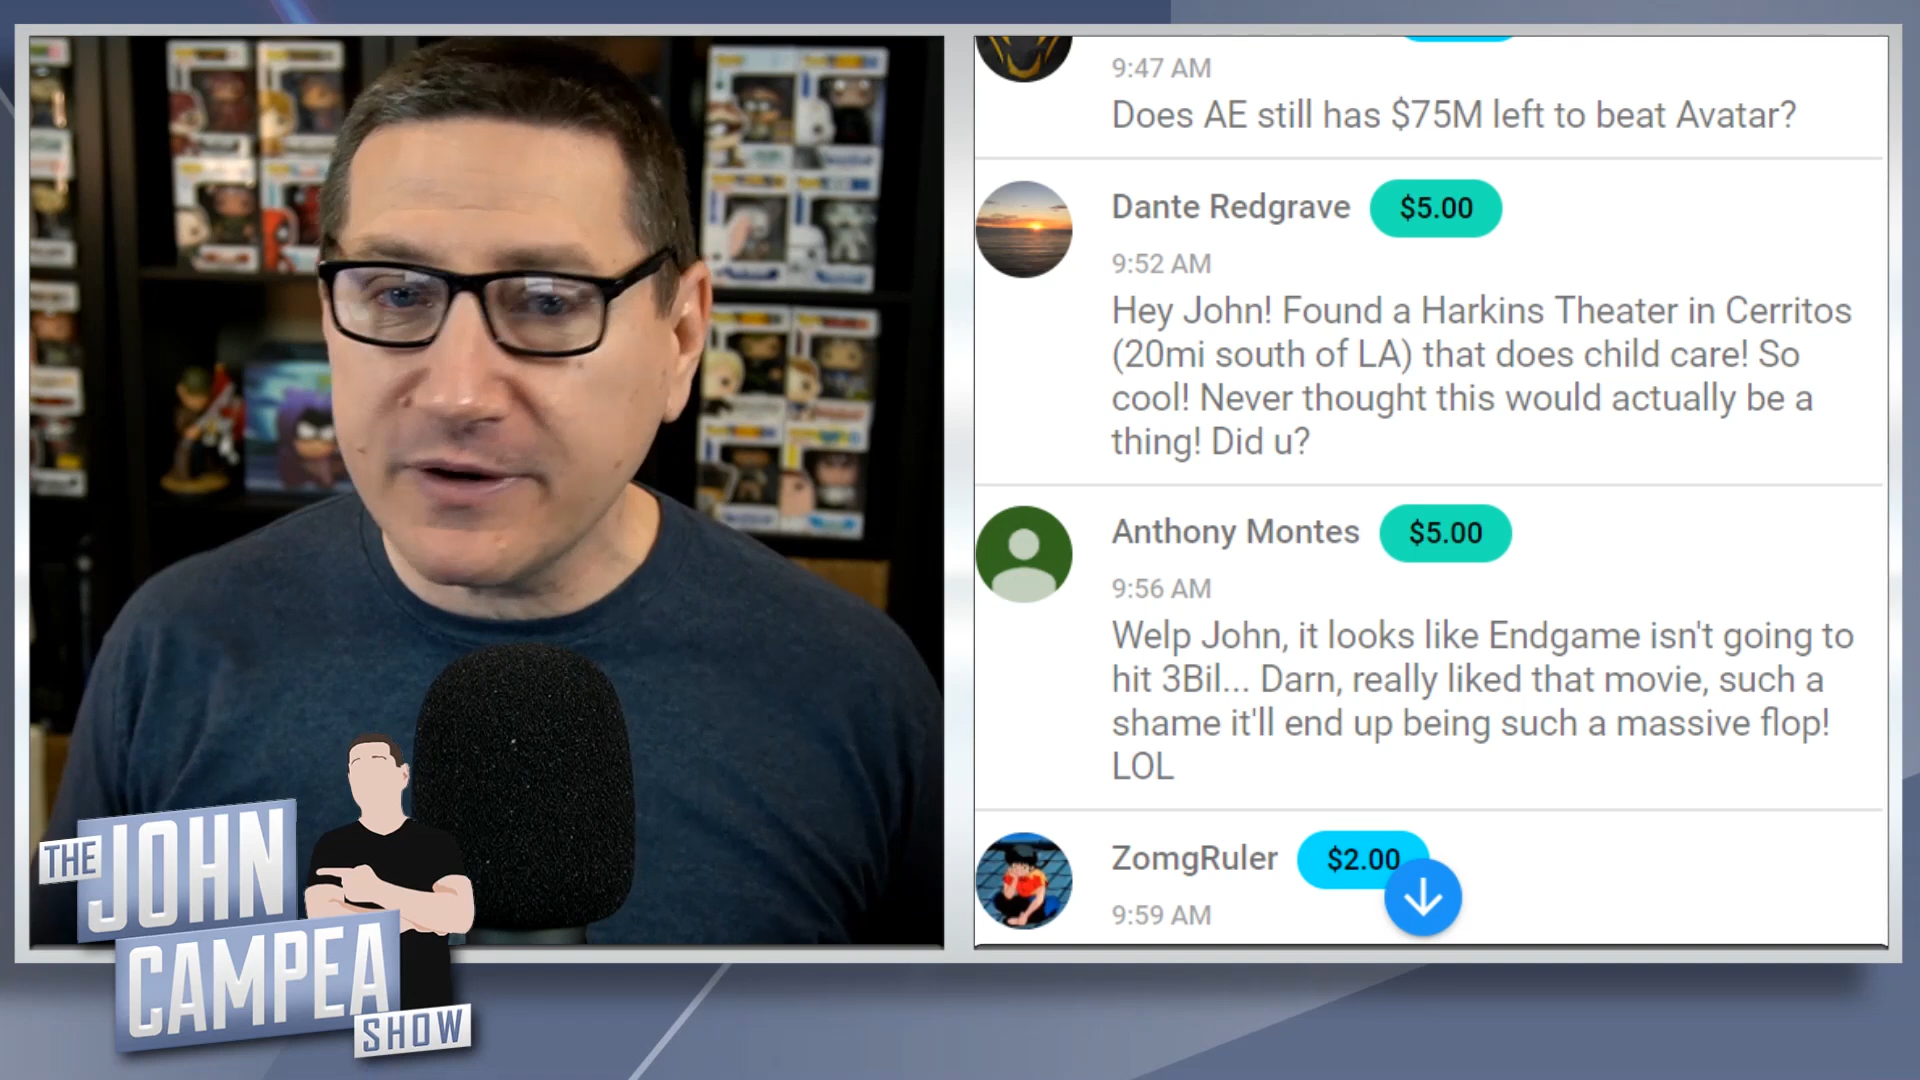 9:47 AM
Does AE still has $75M left to beat Avatar?
Dante Redgrave $5.00
9:52 AM
Hey John! Found a Harkins Theater in Cerritos
(20mi south of LA) that does child care! So
cool! Never thought this would actually be a
thing! Did u?
Anthony Montes $5.00
9:56 AM
Welp John, it looks like Endgame isn't going to
hit 3Bil... Darn, really liked that movie, such a
shame it'll end up being such a massive flop!
LOL
ZomgRuler $2.00
9:59 AM
THE
JOHN
CAMPEA
SHOW